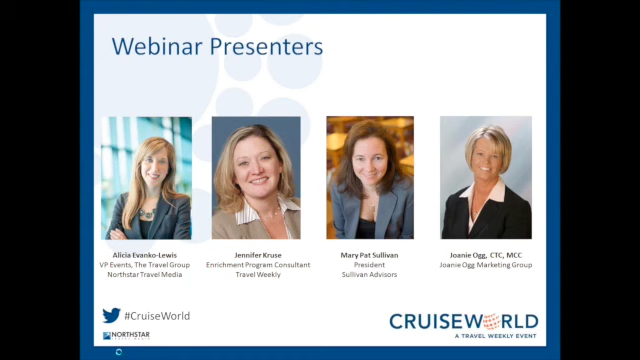 Webinar Presenters
Alicia Evanko-Lewis
VP Events, The Travel Group
Northstar Travel Media
Jennifer Kruse
Enrichment Program Consultant
Travel Weekly
Mary Pat Sullivan
President
Sullivan Advisors
Joanie Ogg, CTC, MCC
Joanie Ogg Marketing Group
#CruiseWorld
NORTHSTAR
TRAVEL MEDIA
CRUISEWORLD
A TRAVEL WEEKLY EVENT